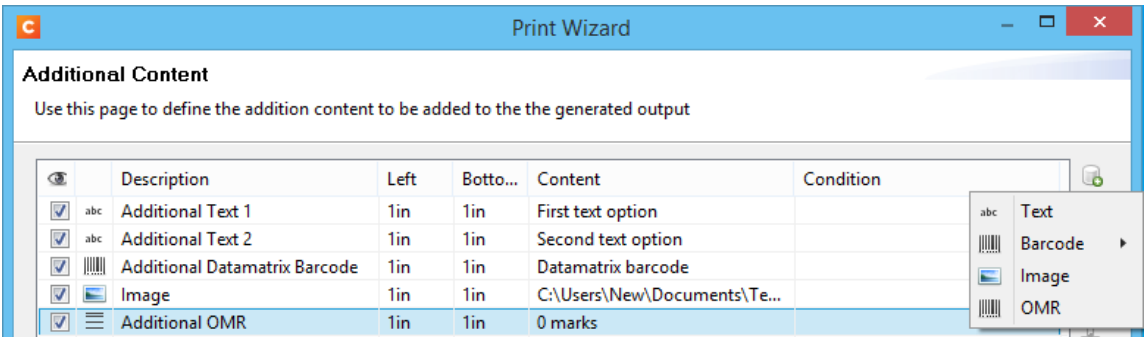 C
Print Wizard
Additional Content
Use this page to define the addition content to be added to the the generated output
Description Left Botto... Content Condition
abc Additional Text 1 1in 1in First text option
abc Additional Text 2 1in 1in Second text option
Additional Datamatrix Barcode 1in 1in Datamatrix barcode
Image 1in 1in C:\Users\New\Documents\Te...
Additional OMR 1in 1in 0 marks
abc Text
Barcode
Image
OMR